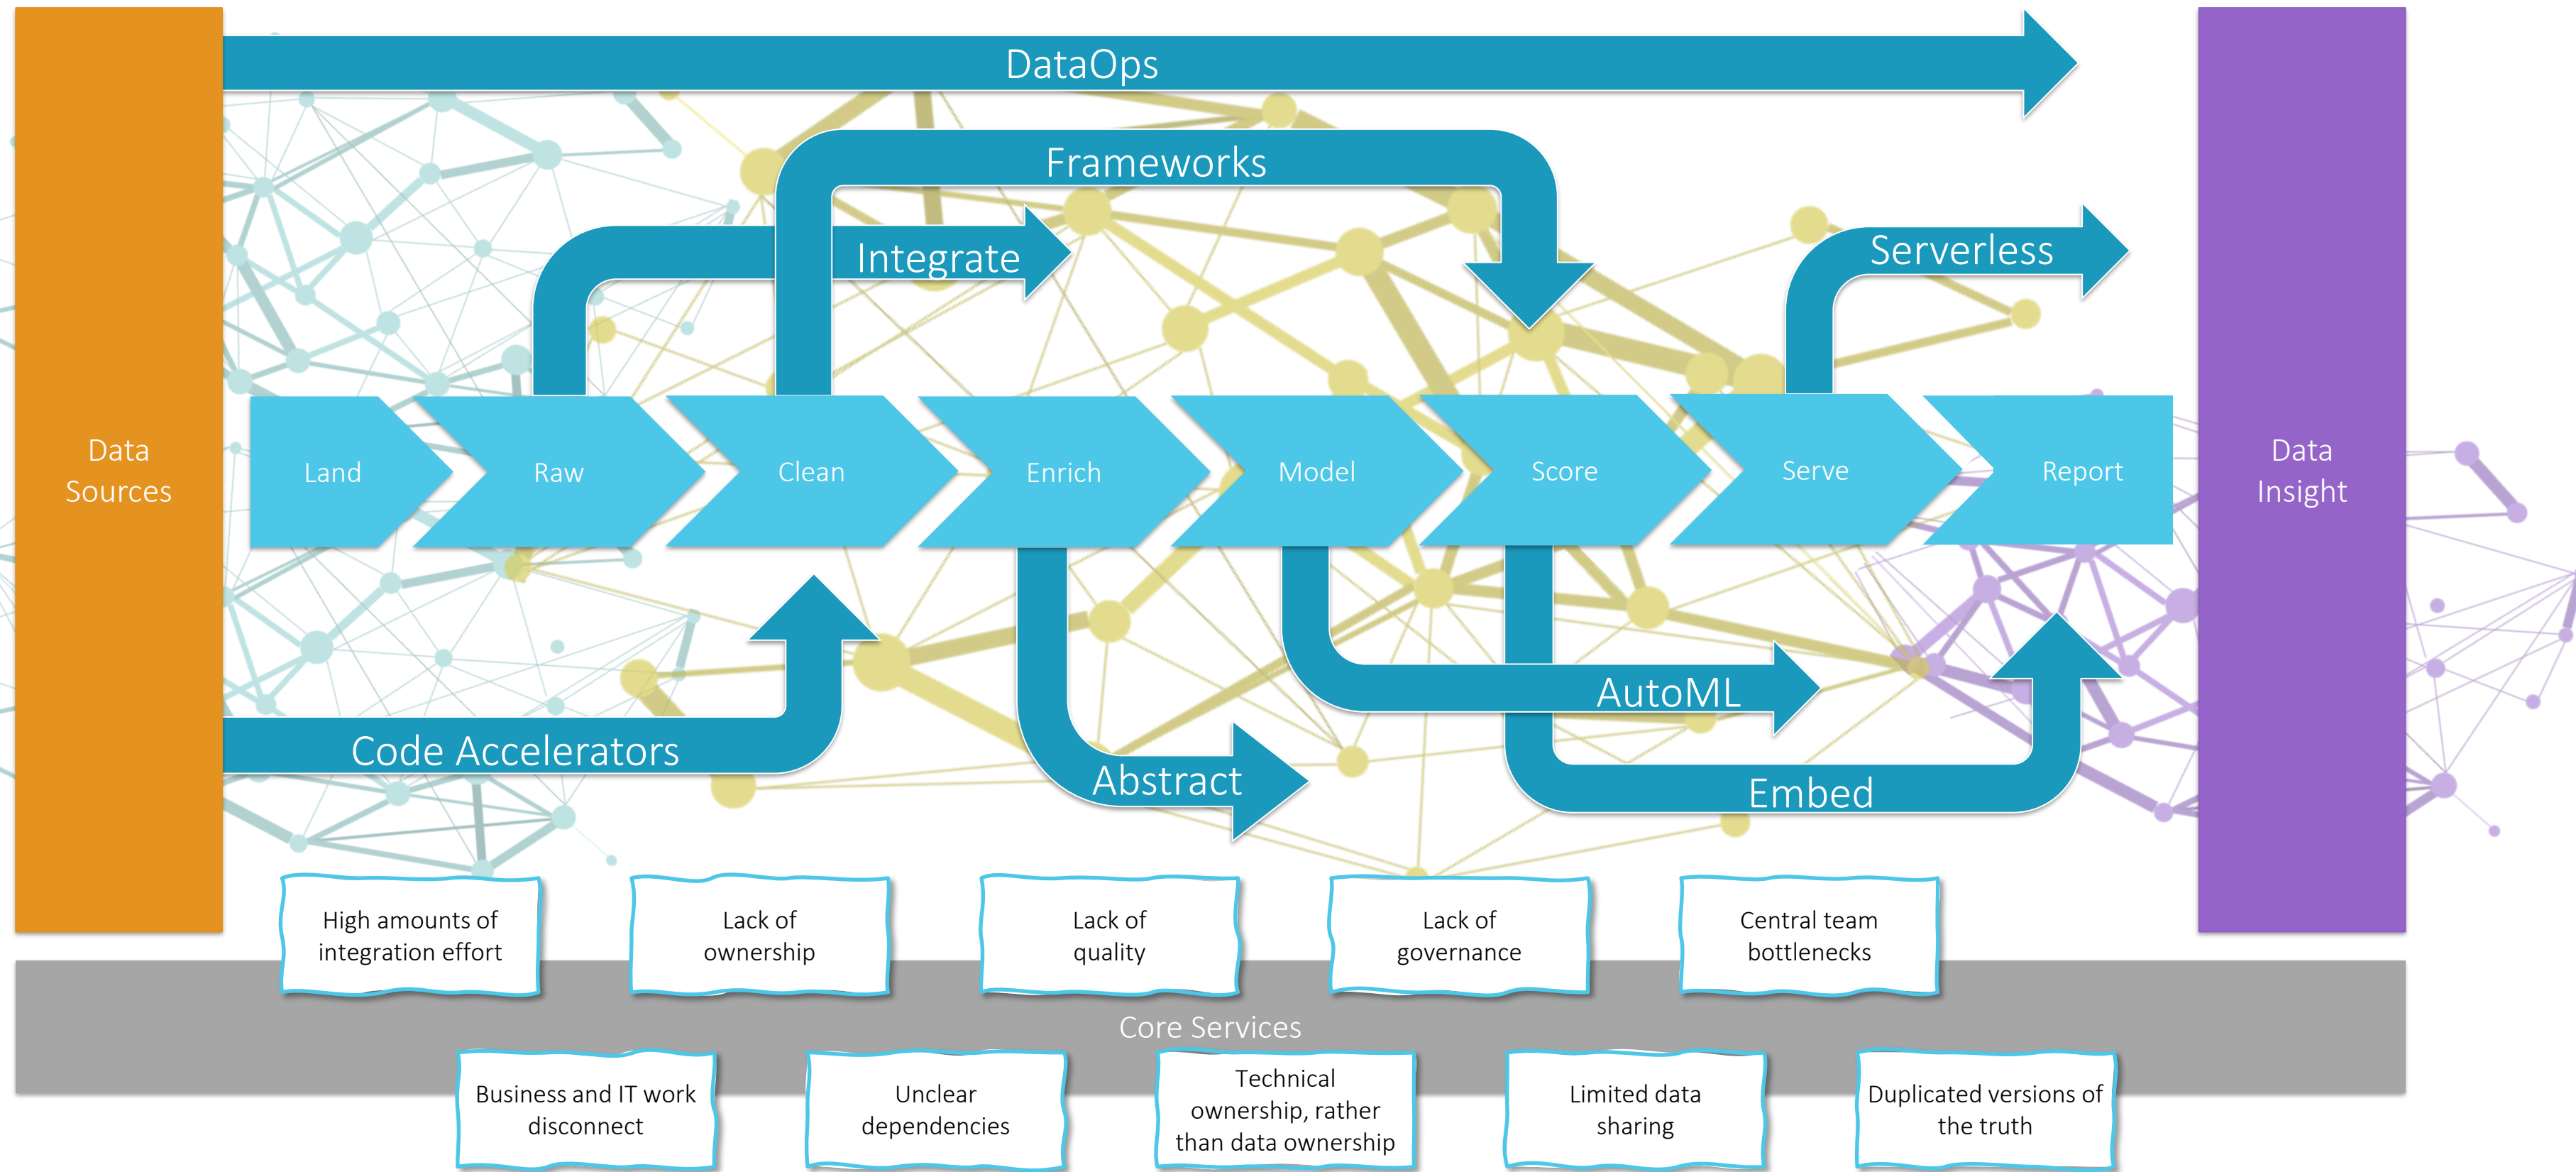 DataOps
Frameworks
Integrate
Serverless
Data
Sources
Land
Raw
Clean
Enrich
Model
Score
Serve
Report
Data
Insight
Code Accelerators
Abstract
AutoML
Embed
High amounts of
integration effort
Lack of
ownership
Lack of
quality
Lack of
governance
Central team
bottlenecks
Core Services
Business and IT work
disconnect
Unclear
dependencies
Technical
ownership, rather
than data ownership
Limited data
sharing
Duplicated versions of
the truth